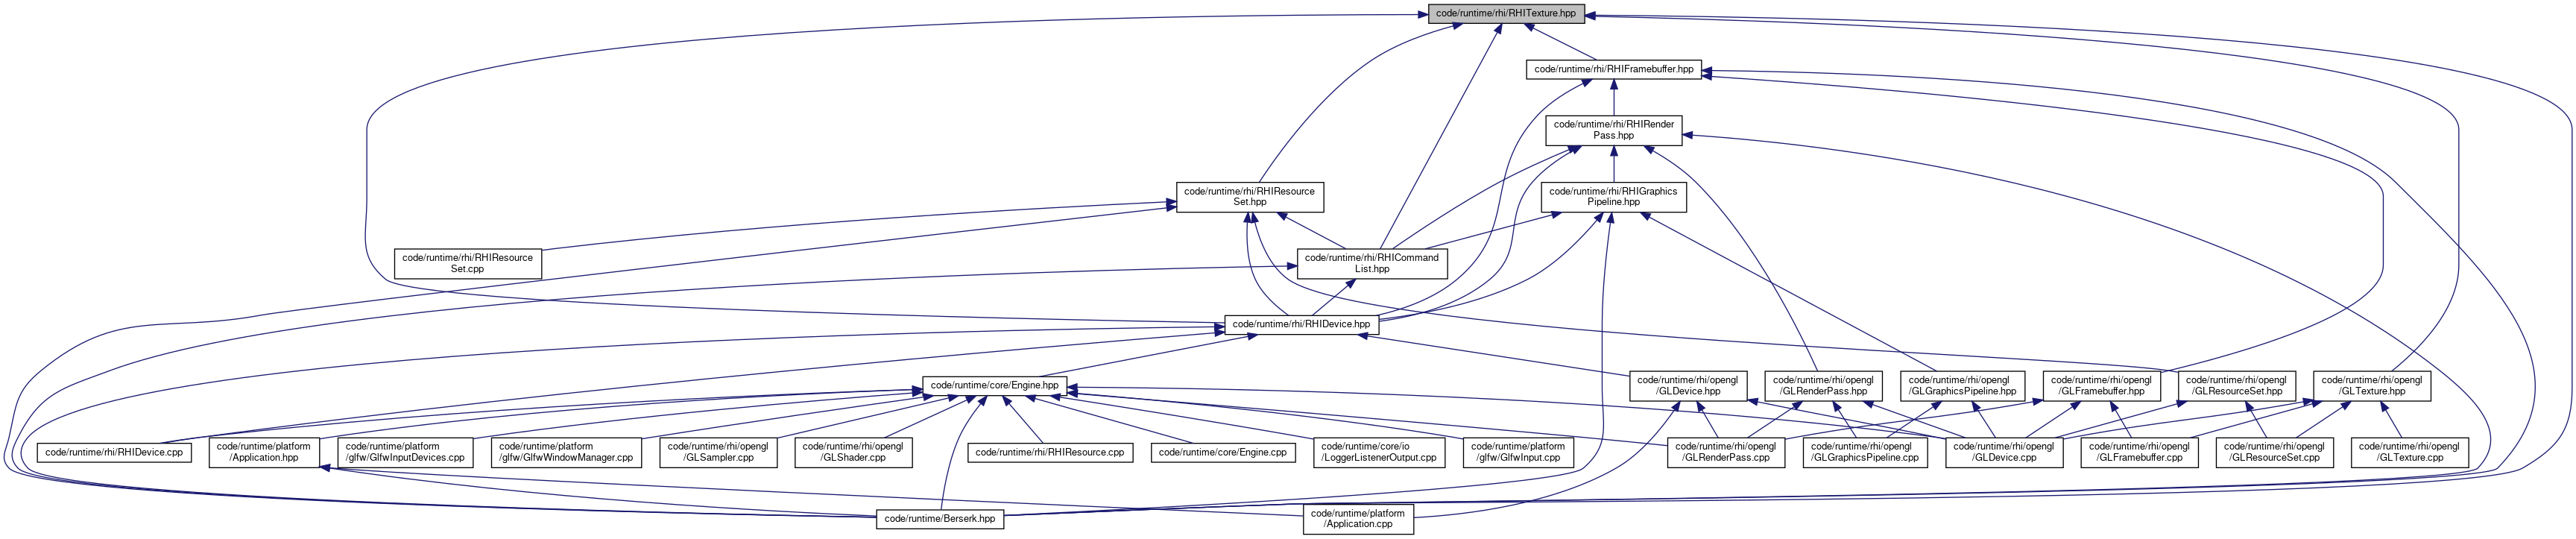 code/runtime/rhi/RHITexture.hpp
code/runtime/rhi/RHIFramebuffer.hpp
code/runtime/rhi/RHIRender
Pass.hpp
code/runtime/rhi/RHIResource
Set.hpp
code/runtime/rhi/RHIGraphics
Pipeline.hpp
code/runtime/rhi/RHIResource
Set.cpp
code/runtime/rhi/RHICommand
List.hpp
code/runtime/rhi/RHIDevice.hpp
code/runtime/core/Engine.hpp
code/runtime/rhi/opengl
/GLDevice.hpp
code/runtime/rhi/opengl
/GLRenderPass.hpp
code/runtime/rhi/opengl
/GLGraphicsPipeline.hpp
code/runtime/rhi/opengl
/GLFramebuffer.hpp
code/runtime/rhi/opengl
/GLResourceSet.hpp
code/runtime/rhi/opengl
/GLTexture.hpp
code/runtime/rhi/RHIDevice.cpp
code/runtime/platform
/Application.hpp
code/runtime/platform
/glfw/GlfwInputDevices.cpp
code/runtime/platform
/glfw/GlfwWindowManager.cpp
code/runtime/rhi/opengl
/GLSampler.cpp
code/runtime/rhi/opengl
/GLShader.cpp
code/runtime/rhi/RHIResource.cpp
code/runtime/core/Engine.cpp
code/runtime/core/io
/LoggerListenerOutput.cpp
code/runtime/platform
/glfw/GlfwInput.cpp
code/runtime/rhi/opengl
/GLRenderPass.cpp
code/runtime/rhi/opengl
/GLGraphicsPipeline.cpp
code/runtime/rhi/opengl
/GLDevice.cpp
code/runtime/rhi/opengl
/GLFramebuffer.cpp
code/runtime/rhi/opengl
/GLResourceSet.cpp
code/runtime/rhi/opengl
/GLTexture.cpp
code/runtime/Berserk.hpp
code/runtime/platform
/Application.cpp